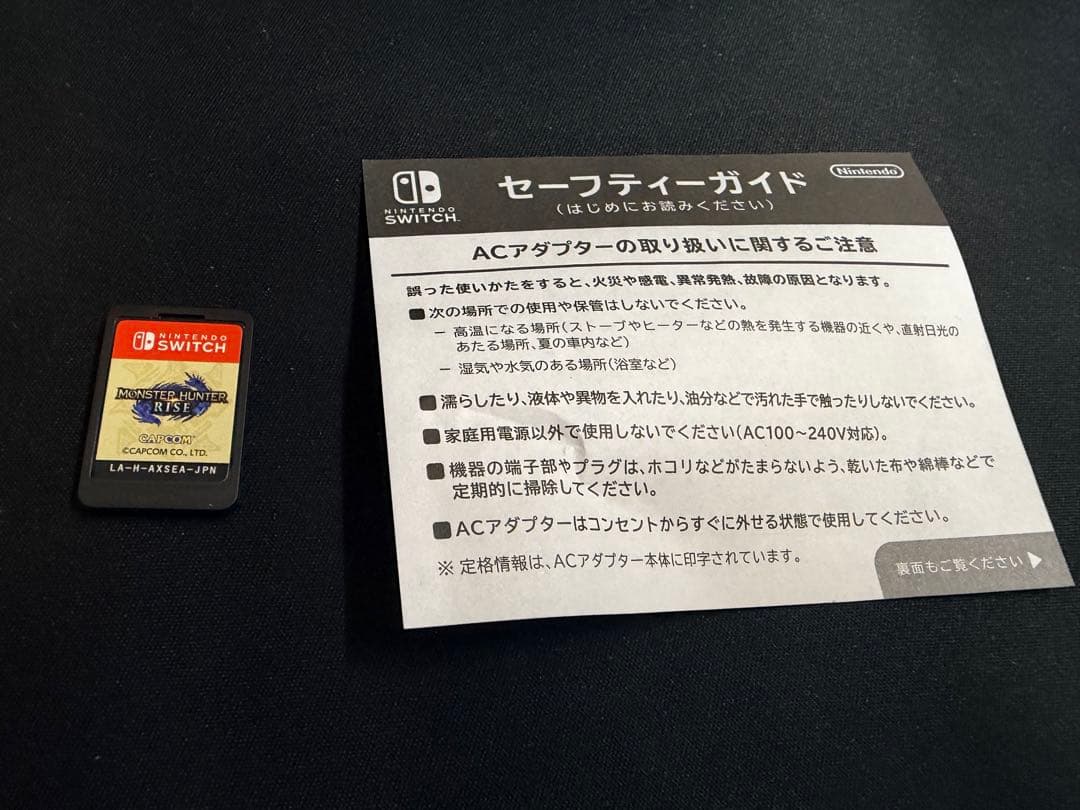 NINTENDO
SWITCH
MONSTER HUNTER
RISE
CAPCOM
©CAPCOM CO., LTD.
LA-H-AXSEA-JPN
NINTENDO
SWITCH
セーフティーガイド
(はじめにお読みください)
Nintendo
ACアダプターの取り扱いに関するご注意
誤った使いかたをすると、火災や感電、異常発熱、故障の原因となります。
■次の場所での使用や保管はしないでください。
− 高温になる場所(ストーブやヒーターなどの熱を発生する機器の近くや、直射日光の
あたる場所、夏の車内など)
− 湿気や水気のある場所(浴室など)
■濡らしたり、液体や異物を入れたり、油分などで汚れた手で触ったりしないでください。
■家庭用電源以外で使用しないでください(AC100～240V対応)。
■機器の端子部やプラグは、ホコリなどがたまらないよう、乾いた布や綿棒などで
定期的に掃除してください。
■ACアダプターはコンセントからすぐに外せる状態で使用してください。
※ 定格情報は、ACアダプター本体に印字されています。
裏面もご覧ください ▶